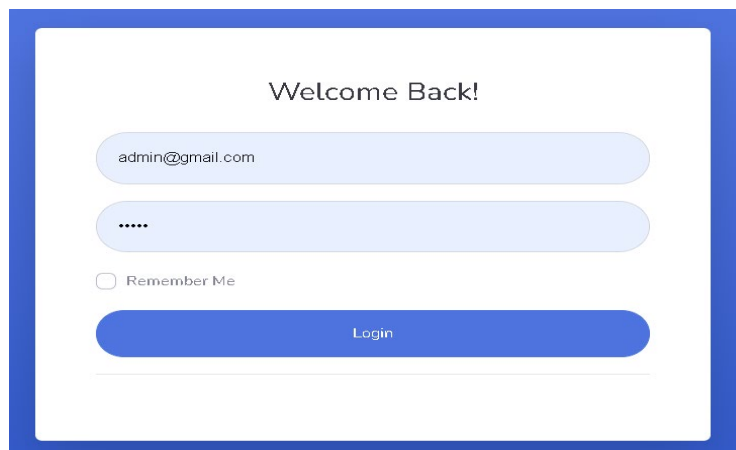 Welcome Back!
admin@gmail.com
•••••
Remember Me
Login